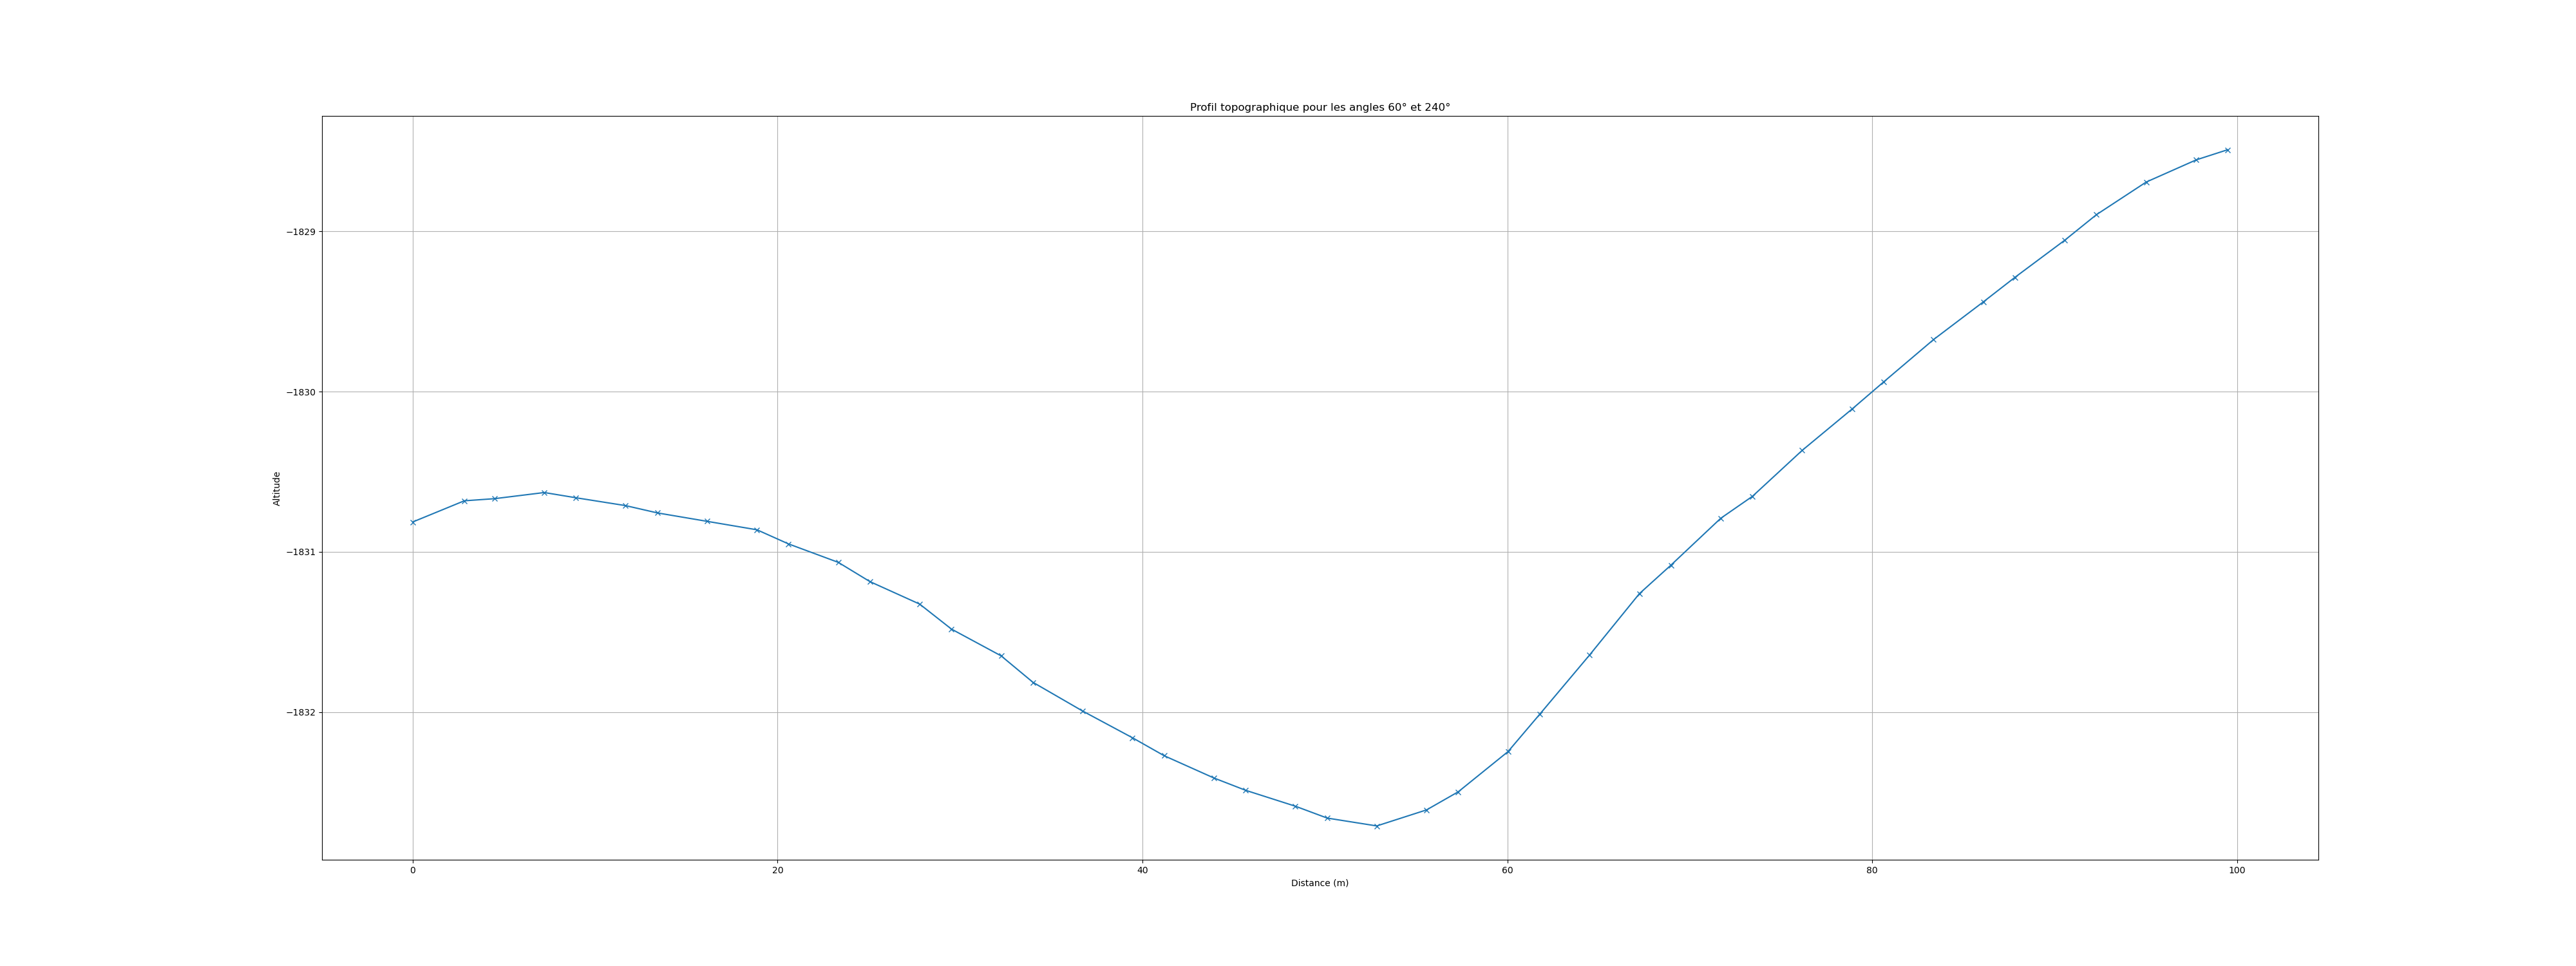 Profil topographique pour les angles 60° et 240°
−1829
−1830
−1831
−1832
Altitude
0 20 40 60 80 100
Distance (m)